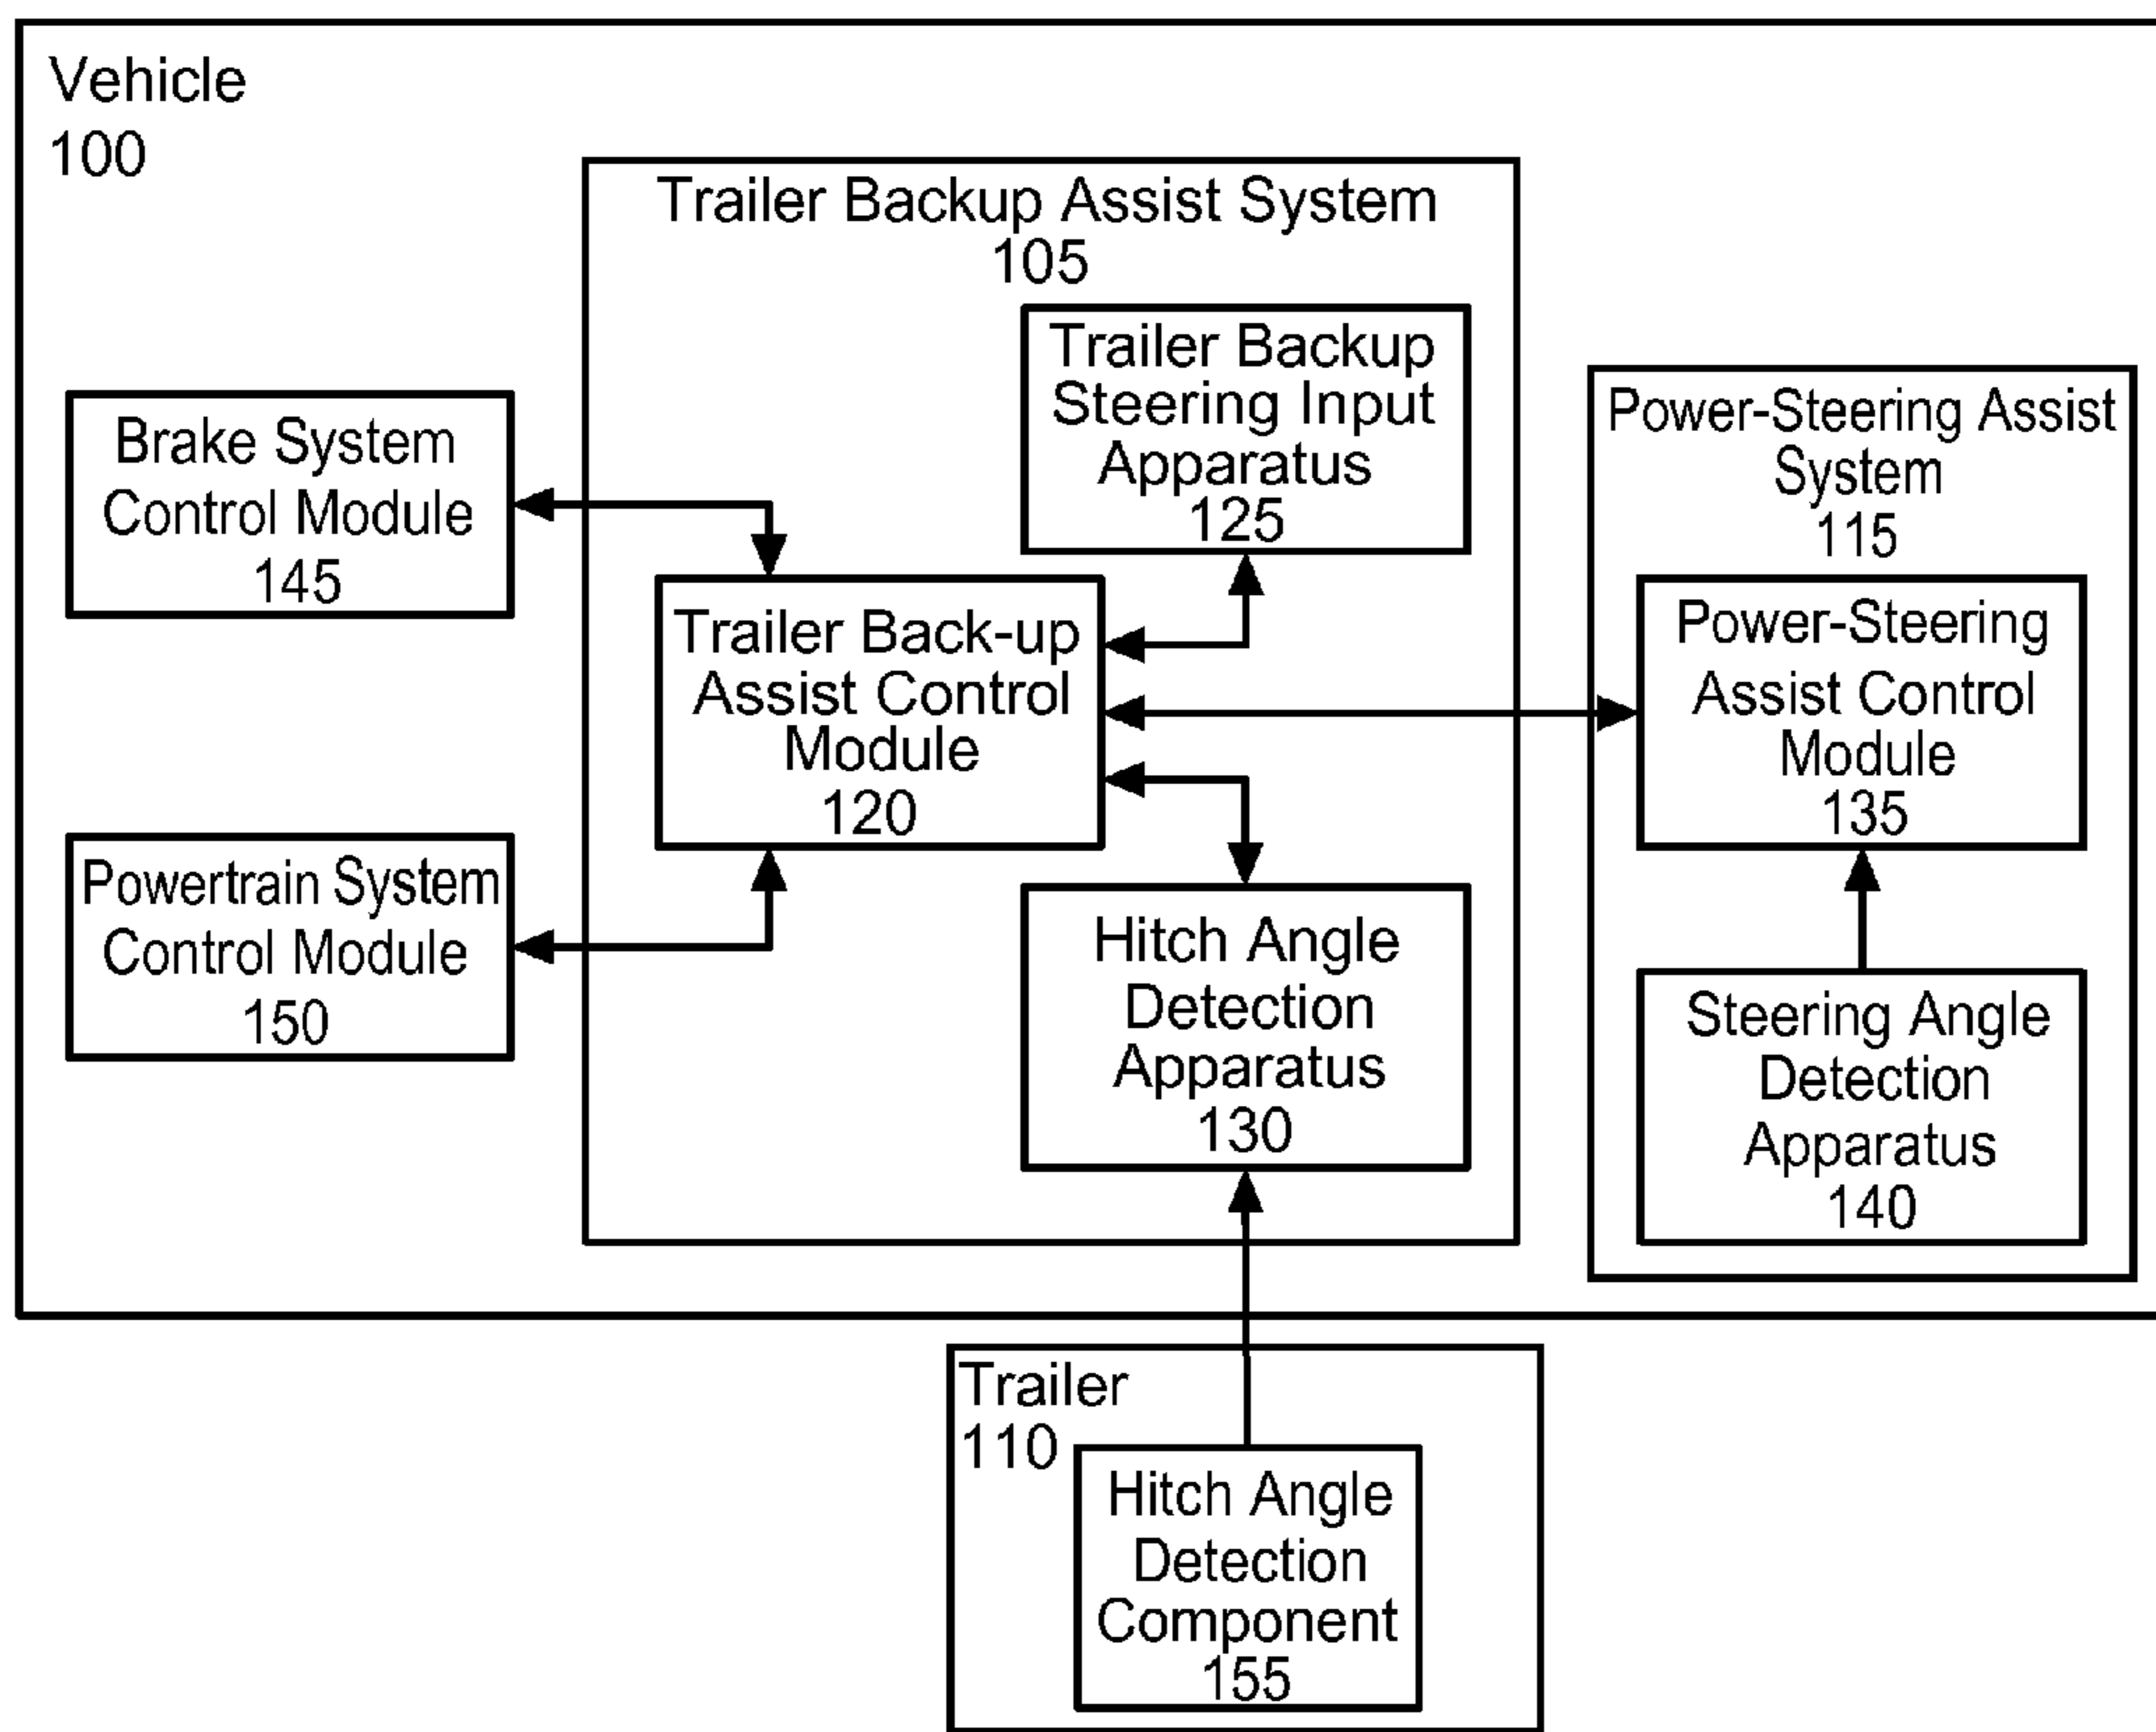 Vehicle
100
Trailer Backup Assist System
105
Trailer Backup
Steering Input
Apparatus
125
Brake System
Control Module
145
Trailer Back-up
Assist Control
Module
120
Power-Steering Assist
System
115
Power-Steering
Assist Control
Module
135
Powertrain System
Control Module
150
Hitch Angle
Detection
Apparatus
130
Steering Angle
Detection
Apparatus
140
Trailer
110
Hitch Angle
Detection
Component
155